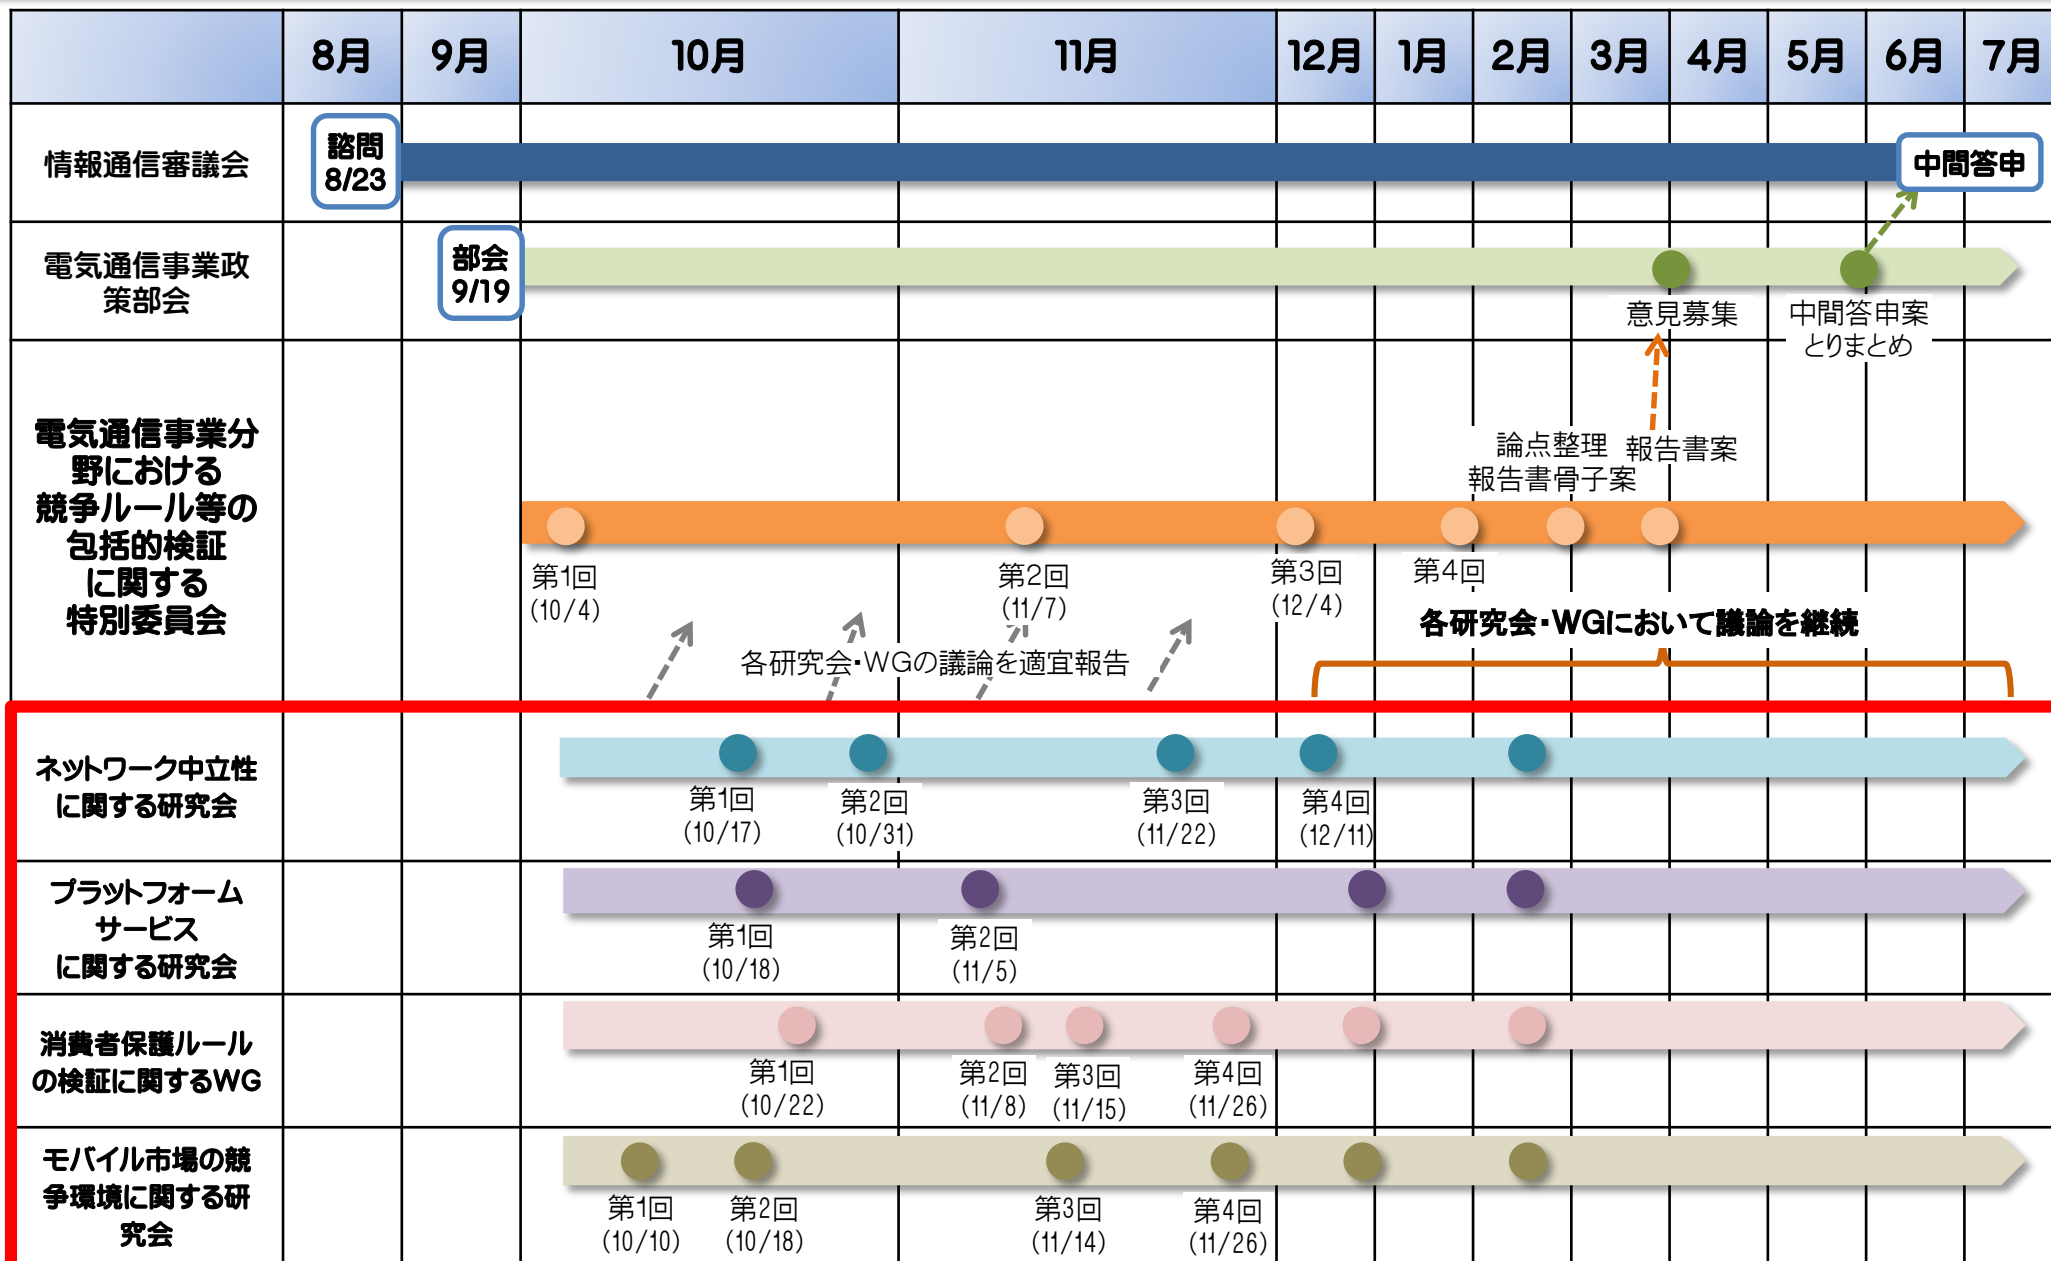 8月 9月 10月 11月 12月 1月 2月 3月 4月 5月 6月 7月
情報通信審議会
諮問
8/23
中間答申
電気通信事業政
策部会
部会
9/19
意見募集
中間答申案
とりまとめ
電気通信事業分
野における
競争ルール等の
包括的検証
に関する
特別委員会
論点整理
報告書骨子案
報告書案
第1回
(10/4)
第2回
(11/7)
第3回
(12/4)
第4回
各研究会・WGの議論を適宜報告
各研究会・WGにおいて議論を継続
ネットワーク中立性
に関する研究会
第1回
(10/17)
第2回
(10/31)
第3回
(11/22)
第4回
(12/11)
プラットフォーム
サービス
に関する研究会
第1回
(10/18)
第2回
(11/5)
消費者保護ルール
の検証に関するWG
第1回
(10/22)
第2回
(11/8)
第3回
(11/15)
第4回
(11/26)
モバイル市場の競
争環境に関する研
究会
第1回
(10/10)
第2回
(10/18)
第3回
(11/14)
第4回
(11/26)